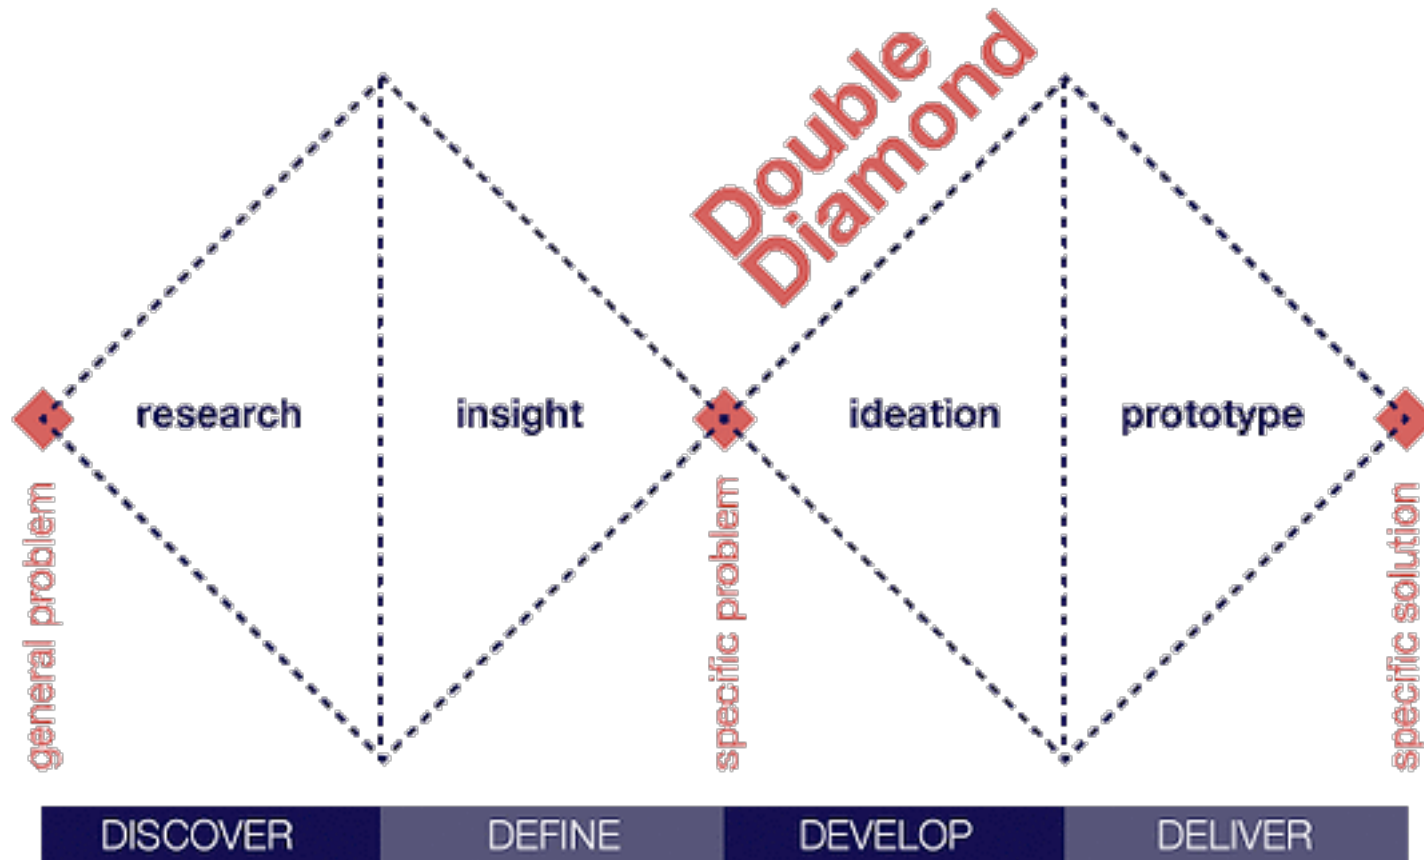 Double
Diamond
research
insight
ideation
prototype
general problem
specific problem
specific solution
DISCOVER
DEFINE
DEVELOP
DELIVER